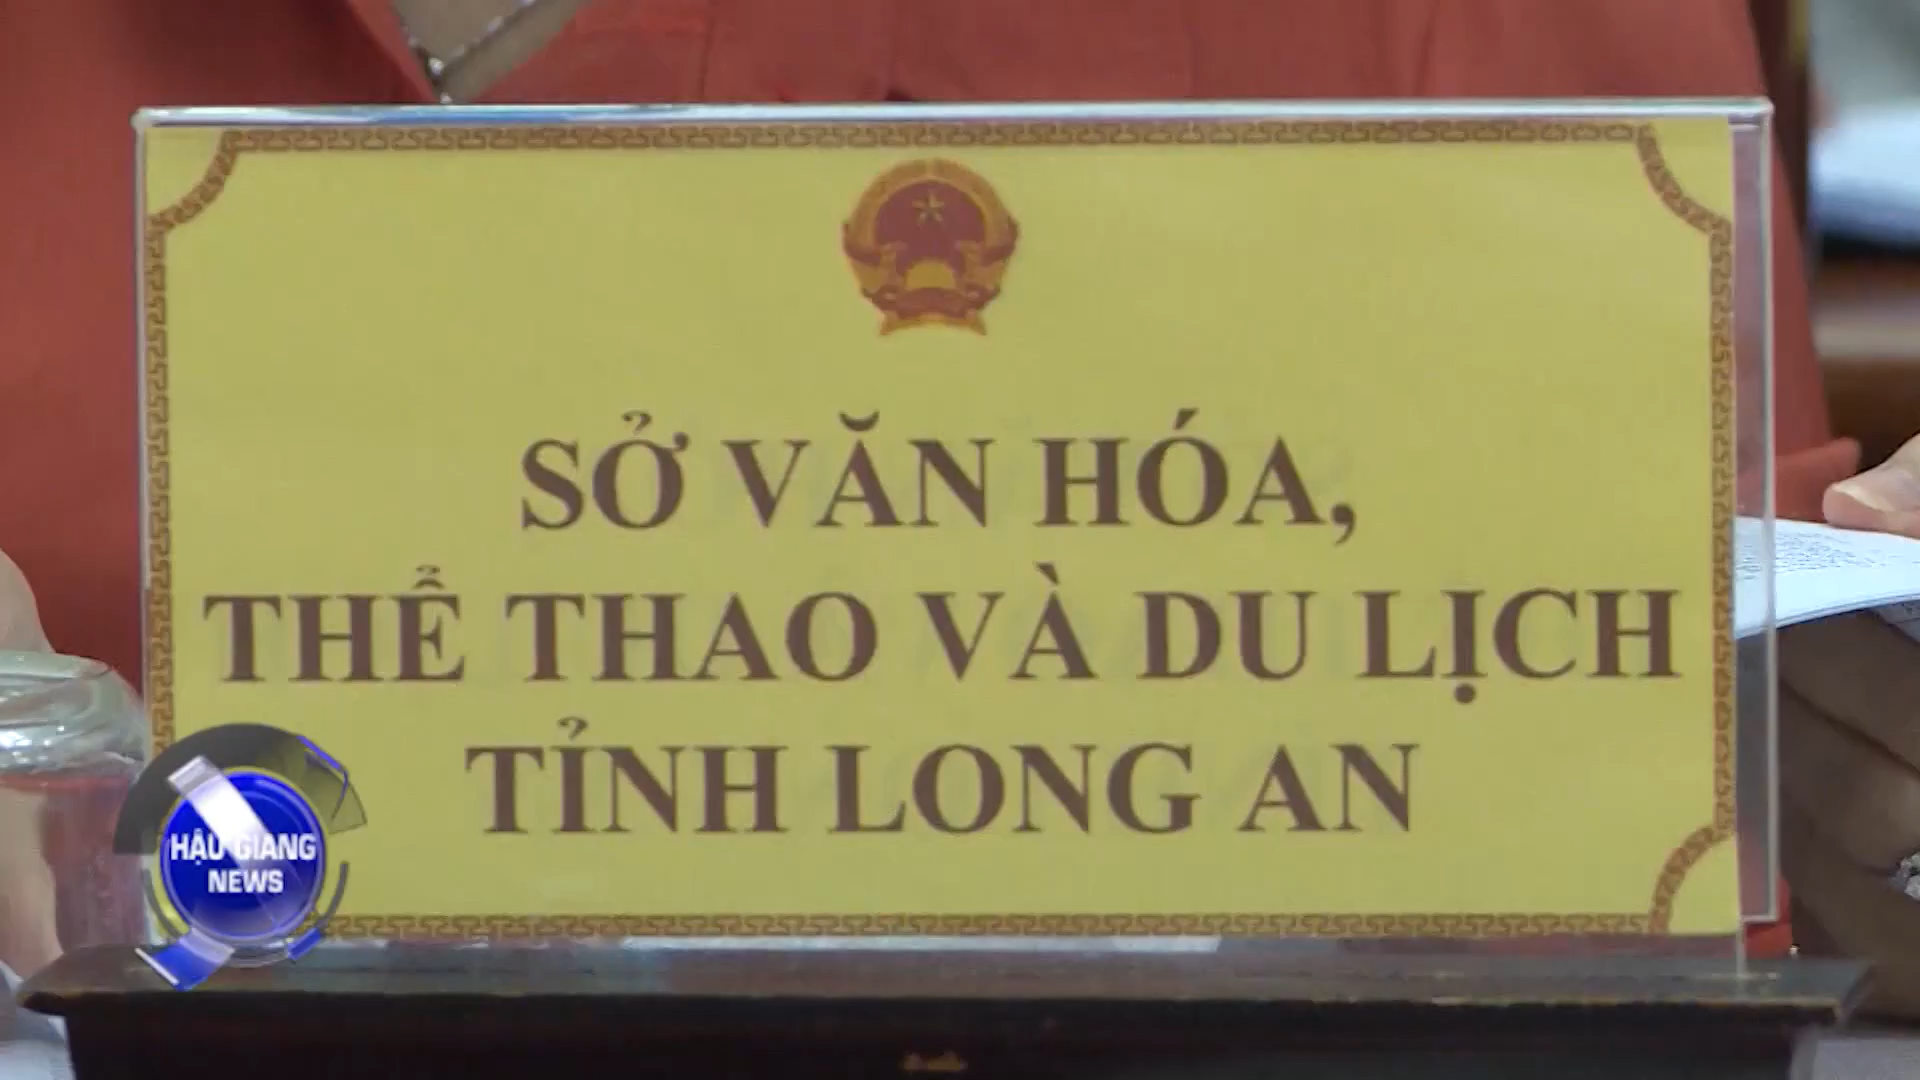 SỞ VĂN HÓA,
THỂ THAO VÀ DU LỊCH
TỈNH LONG AN
HẬU GIANG
NEWS